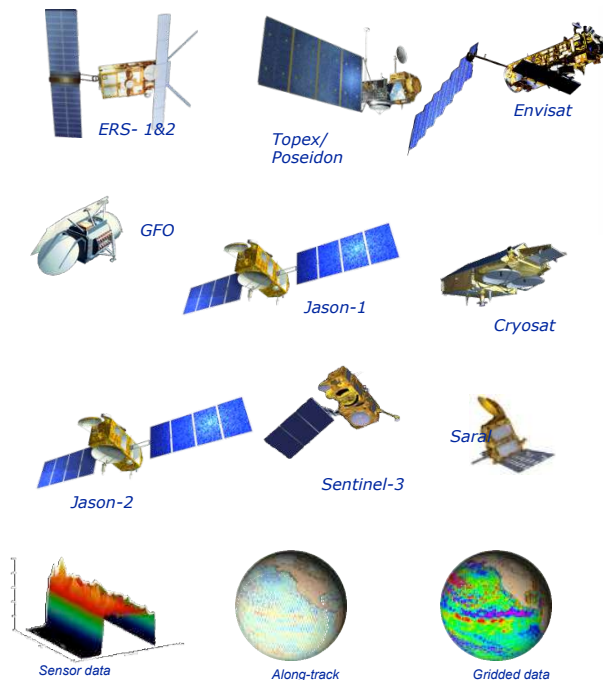 ERS- 1&2
Topex/
Poseidon
Envisat
GFO
Jason-1
Cryosat
Jason-2
Sentinel-3
Saral
Sensor data
Along-track
Gridded data